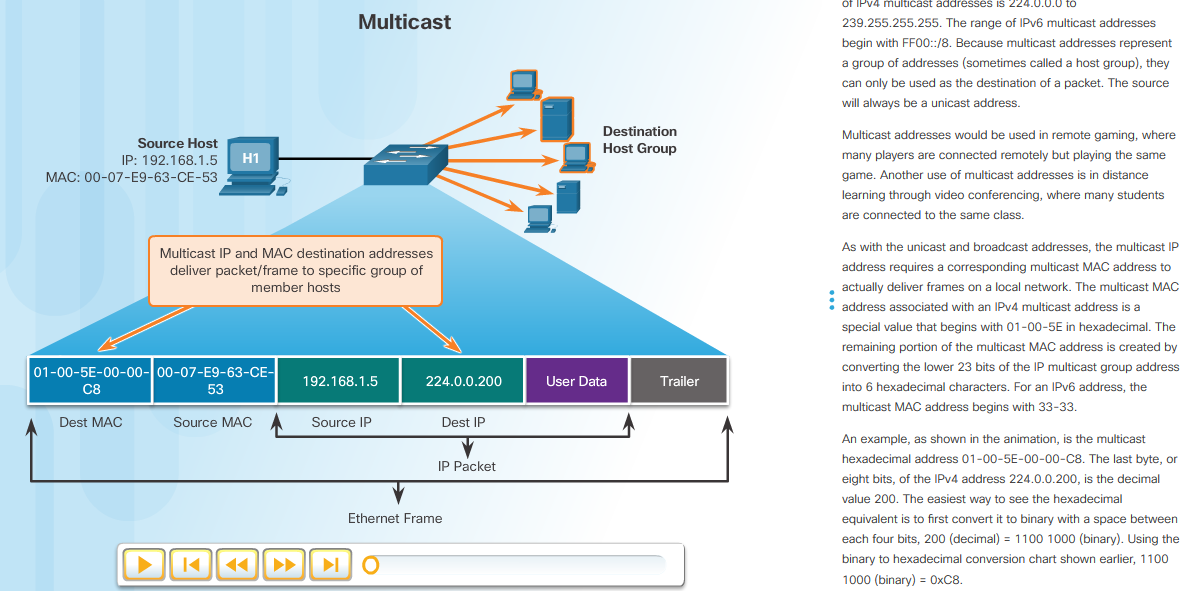 Multicast
Source Host
IP: 192.168.1.5
MAC: 00-07-E9-63-CE-53
H1
Destination
Host Group
Multicast IP and MAC destination addresses
deliver packet/frame to specific group of
member hosts
01-00-5E-00-00-
C8
00-07-E9-63-CE-
53
192.168.1.5
224.0.0.200
User Data
Trailer
Dest MAC
Source MAC
Source IP
Dest IP
IP Packet
Ethernet Frame
of IPv4 multicast addresses is 224.0.0.0 to
239.255.255.255. The range of IPv6 multicast addresses
begin with FF00::/8. Because multicast addresses represent
a group of addresses (sometimes called a host group), they
can only be used as the destination of a packet. The source
will always be a unicast address.
Multicast addresses would be used in remote gaming, where
many players are connected remotely but playing the same
game. Another use of multicast addresses is in distance
learning through video conferencing, where many students
are connected to the same class.
As with the unicast and broadcast addresses, the multicast IP
address requires a corresponding multicast MAC address to
actually deliver frames on a local network. The multicast MAC
address associated with an IPv4 multicast address is a
special value that begins with 01-00-5E in hexadecimal. The
remaining portion of the multicast MAC address is created by
converting the lower 23 bits of the IP multicast group address
into 6 hexadecimal characters. For an IPv6 address, the
multicast MAC address begins with 33-33.
An example, as shown in the animation, is the multicast
hexadecimal address 01-00-5E-00-00-C8. The last byte, or
eight bits, of the IPv4 address 224.0.0.200, is the decimal
value 200. The easiest way to see the hexadecimal
equivalent is to first convert it to binary with a space between
each four bits, 200 (decimal) = 1100 1000 (binary). Using the
binary to hexadecimal conversion chart shown earlier, 1100
1000 (binary) = 0xC8.